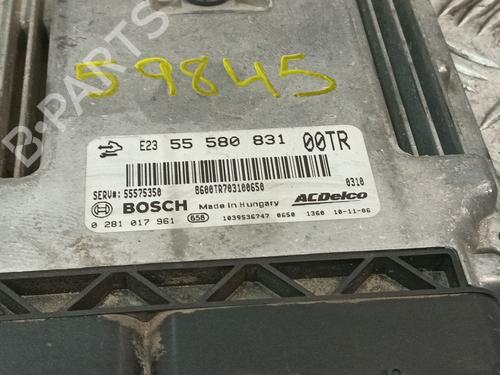 B-PARTS
59845
E23 55 580 831 00TR
SERV#: 55575350 8600TR703100650 0310
BOSCH Made in Hungary ACDelco
0 281 017 961 658 1039S36747 0650 1360 10-11-06